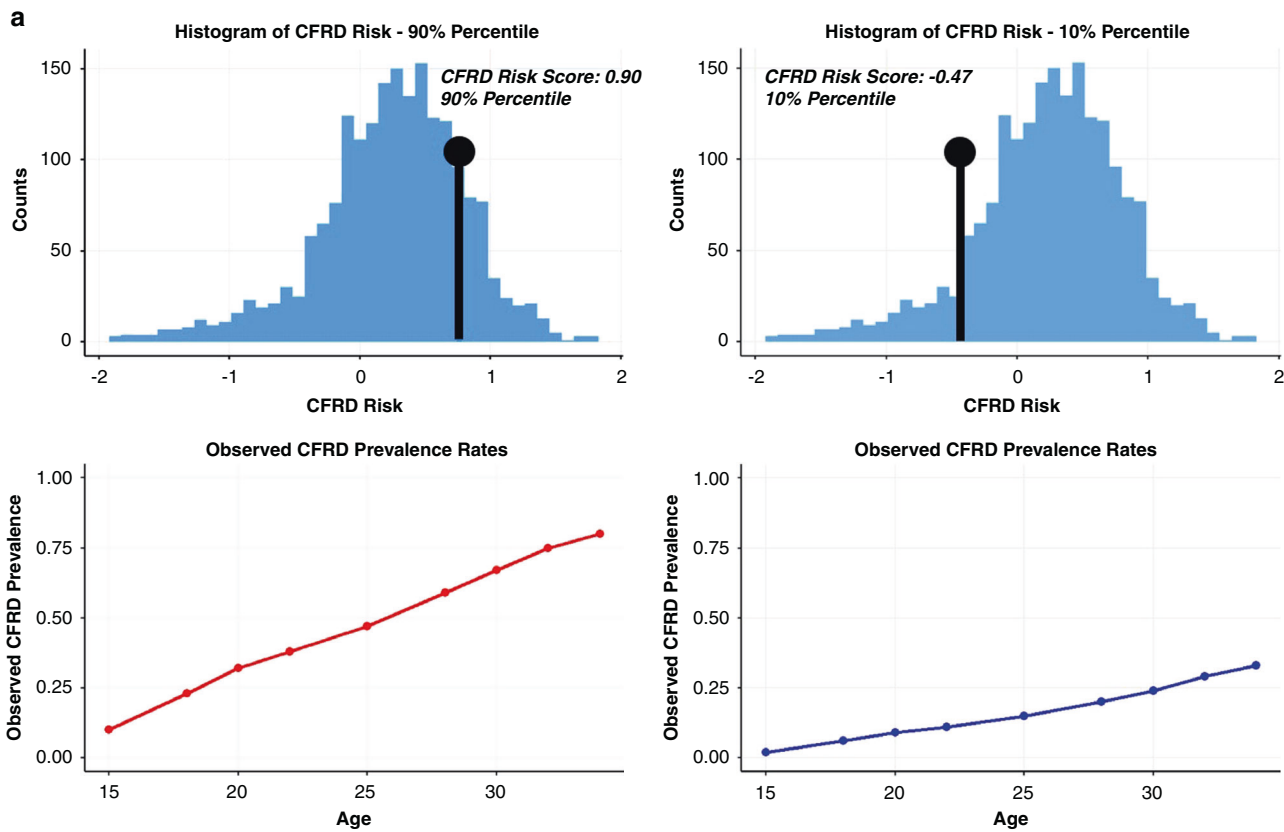 a
Histogram of CFRD Risk - 90% Percentile
CFRD Risk Score: 0.90
90% Percentile
Counts
150
100
50
0
-2 -1 0 1 2
CFRD Risk
Histogram of CFRD Risk - 10% Percentile
CFRD Risk Score: -0.47
10% Percentile
Counts
150
100
50
0
-2 -1 0 1 2
CFRD Risk
Observed CFRD Prevalence Rates
Observed CFRD Prevalence
1.00
0.75
0.50
0.25
0.00
15 20 25 30
Age
Observed CFRD Prevalence Rates
Observed CFRD Prevalence
1.00
0.75
0.50
0.25
0.00
15 20 25 30
Age